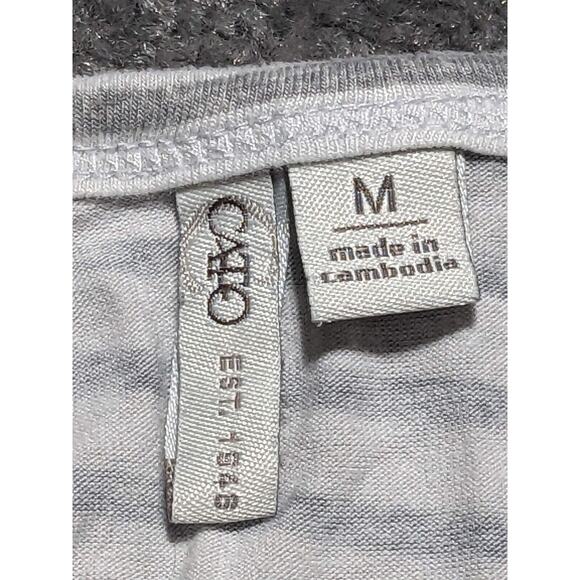 CATO
EST. 1946
M
made in
cambodia